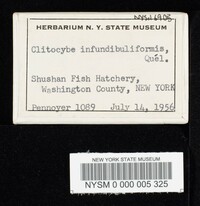 HERBARIUM N. Y. STATE MUSEUM
Clitocybe infundibuliformis,
Quél.
Shushan Fish Hatchery,
Washington County, NEW YORK
Pennoyer 1089 July 14, 1956
NEW YORK STATE MUSEUM
NYSM 0 000 005 325